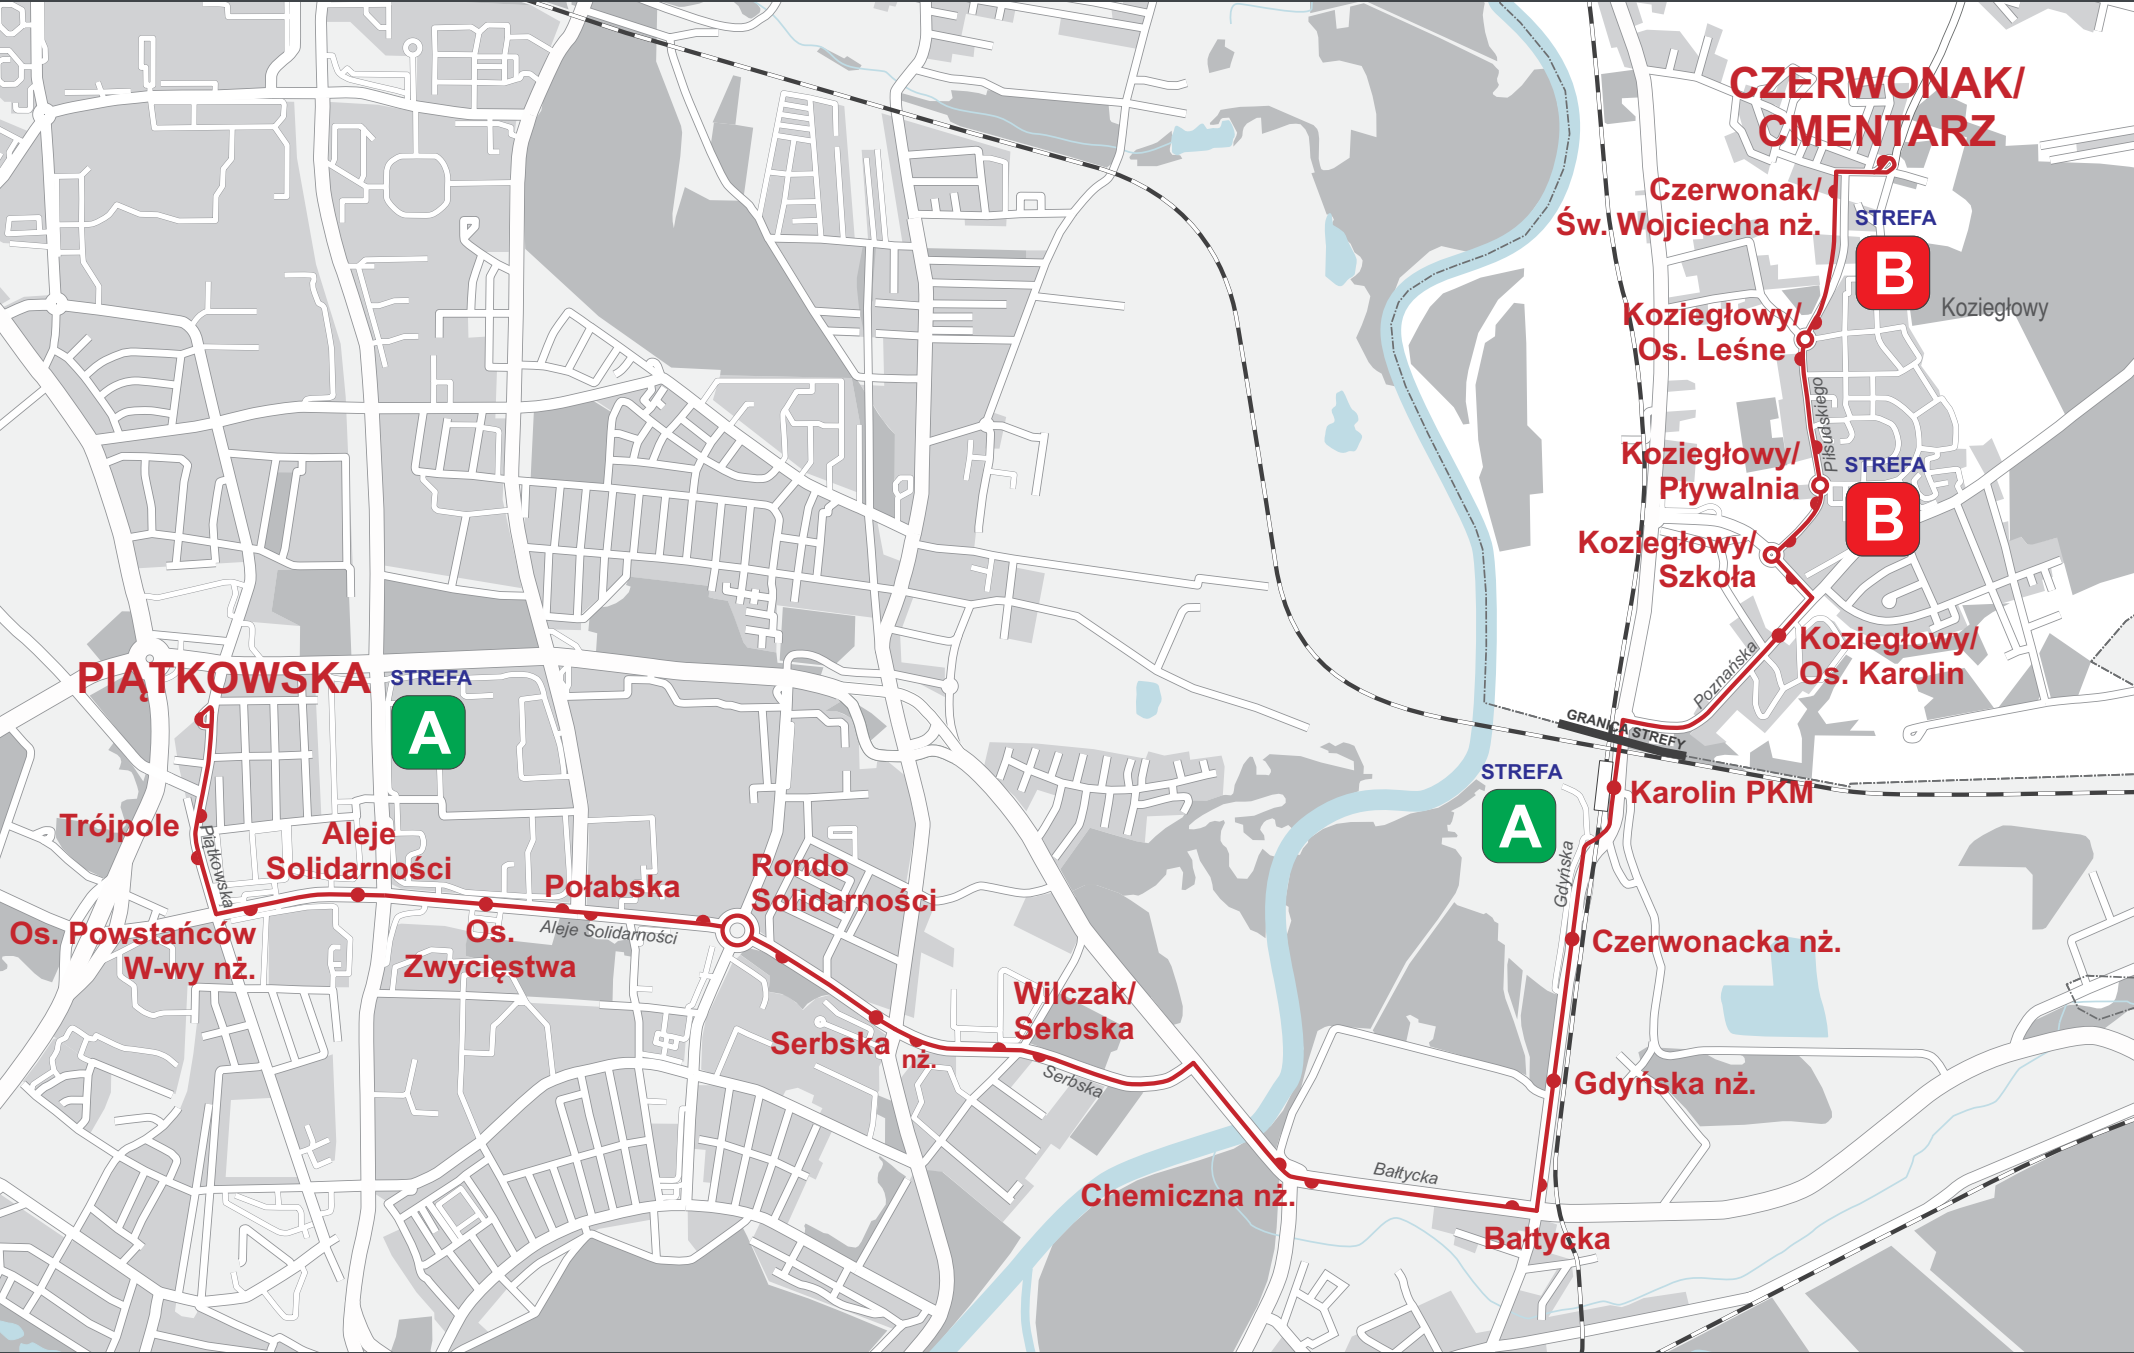 CZERWONAK/
CMENTARZ
Czerwonak/
Św. Wojciecha nż.
STREFA
B
Koziegłowy
Koziegłowy/
Os. Leśne
Piłsudskiego
Koziegłowy/
Pływalnia
STREFA
B
Koziegłowy/
Szkoła
Koziegłowy/
Os. Karolin
Poznańska
GRANICA STREFY
STREFA
A
Karolin PKM
Gdyńska
Czerwonacka nż.
Gdyńska nż.
Bałtycka
Bałtycka
Chemiczna nż.
Wilczak/
Serbska
Serbska
Serbska nż.
Rondo
Solidarności
Połabska
Aleje Solidarności
Os.
Zwycięstwa
Aleje
Solidarności
Os. Powstańców
W-wy nż.
Piątkowska
Trójpole
PIĄTKOWSKA
STREFA
A